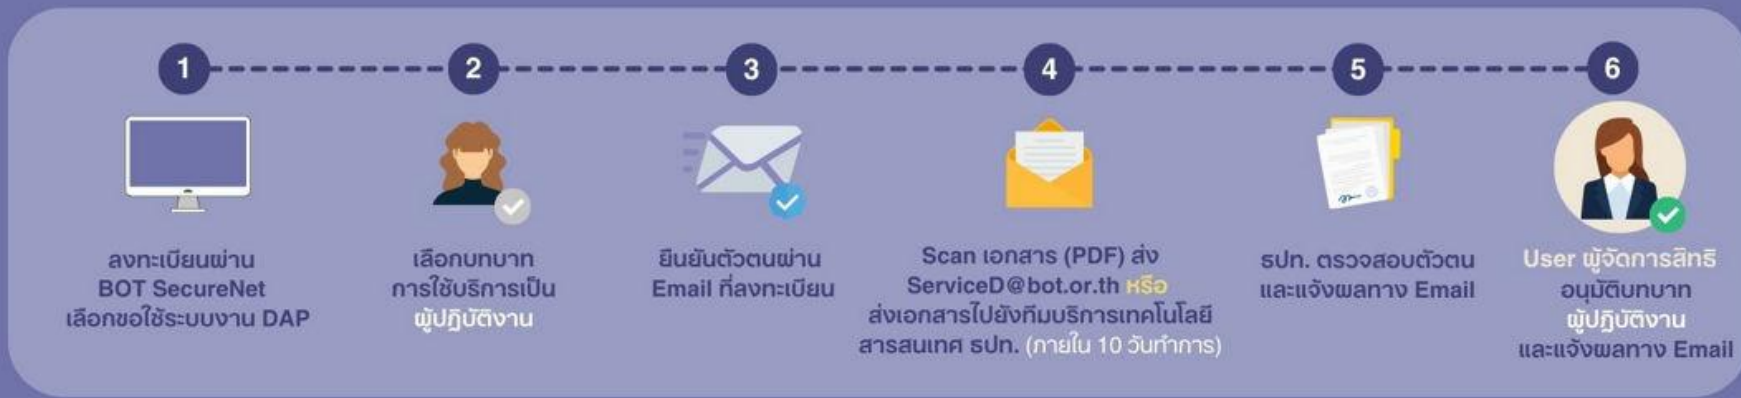 1
ลงทะเบียนผ่าน
BOT SecureNet
เลือกขอใช้ระบบงาน DAP
2
เลือกบทบาท
การใช้บริการเป็น
ผู้ปฏิบัติงาน
3
ยืนยันตัวตนผ่าน
Email ที่ลงทะเบียน
4
Scan เอกสาร (PDF) ส่ง
ServiceD@bot.or.th หรือ
ส่งเอกสารไปยังทีมบริการเทคโนโลยี
สารสนเทศ ธปท. (ภายใน 10 วันทำการ)
5
ธปท. ตรวจสอบตัวตน
และแจ้งผลทาง Email
6
User ผู้จัดการสิทธิ
อนุมัติบทบาท
ผู้ปฏิบัติงาน
และแจ้งผลทาง Email